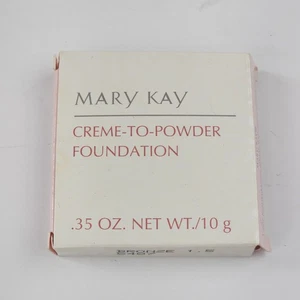 MARY KAY
CREME-TO-POWDER
FOUNDATION
.35 OZ. NET WT./10 g